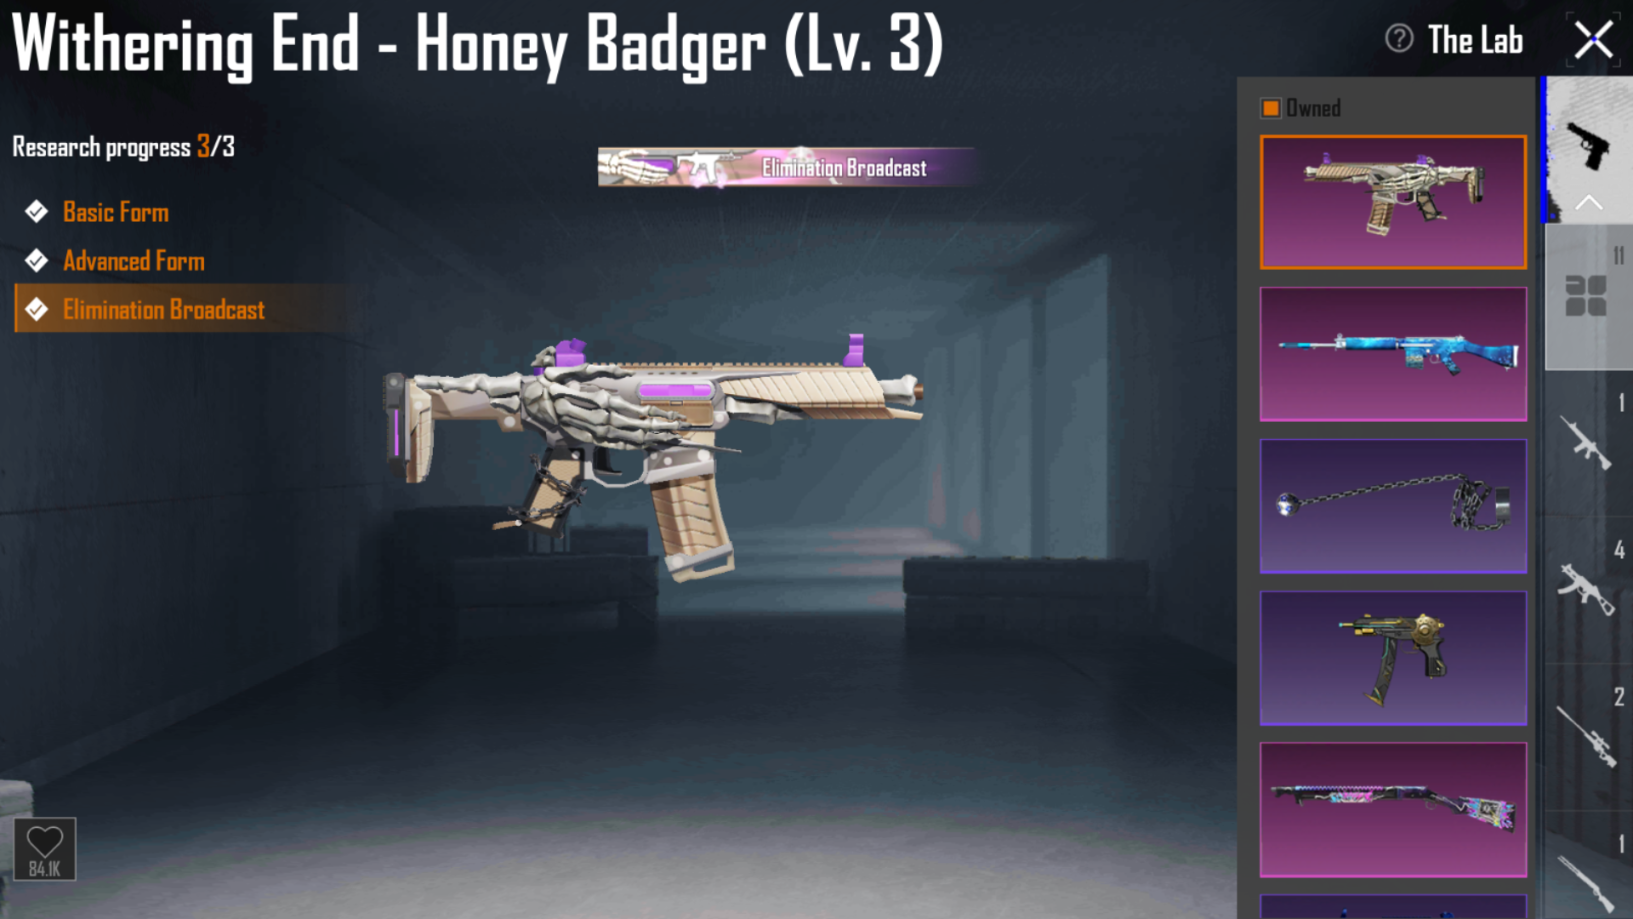 Withering End - Honey Badger (Lv. 3)
? The Lab
Research progress 3/3
Basic Form
Advanced Form
Elimination Broadcast
Elimination Broadcast
Owned
11
1
4
2
1
84.1K